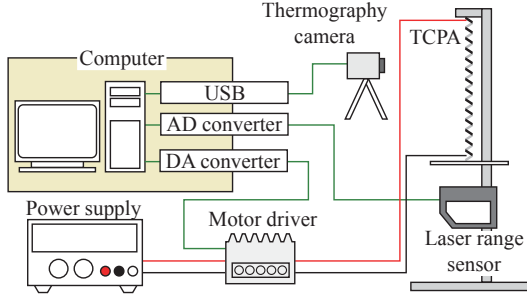 Thermography
camera
TCPA
Computer
USB
AD converter
DA converter
Power supply
Motor driver
Laser range
sensor